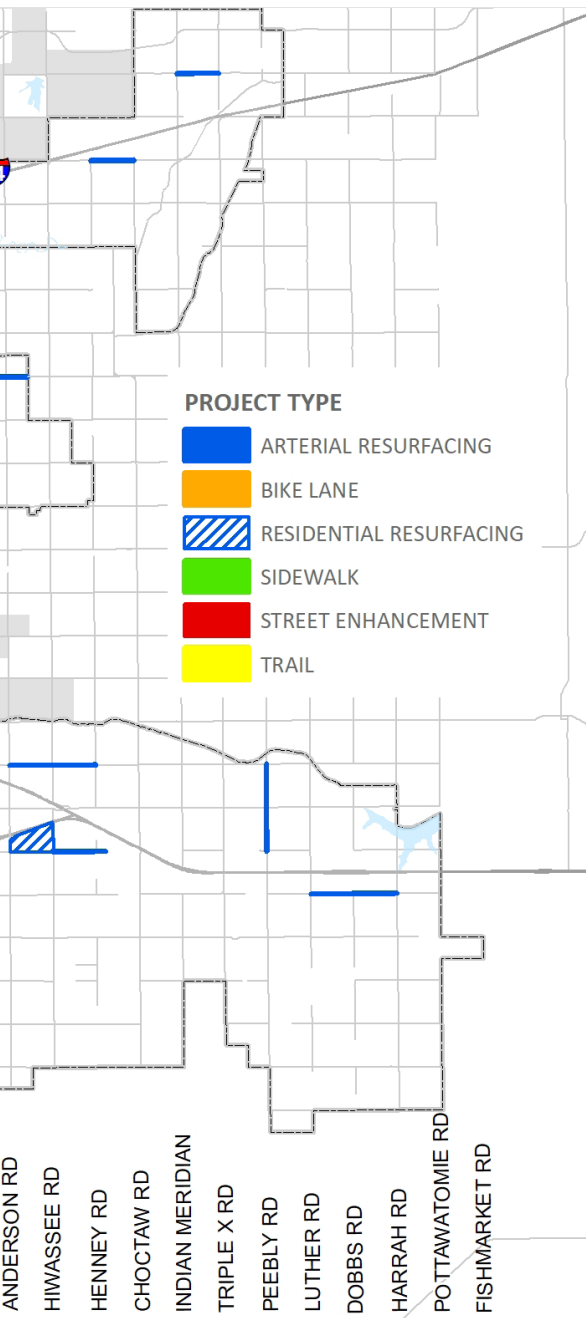 PROJECT TYPE
ARTERIAL RESURFACING
BIKE LANE
RESIDENTIAL RESURFACING
SIDEWALK
STREET ENHANCEMENT
TRAIL
ANDERSON RD
HIWASSEE RD
HENNEY RD
CHOCTAW RD
INDIAN MERIDIAN
TRIPLE X RD
PEEBLY RD
LUTHER RD
DOBBS RD
HARRAH RD
POTTAWATOMIE RD
FISHMARKET RD